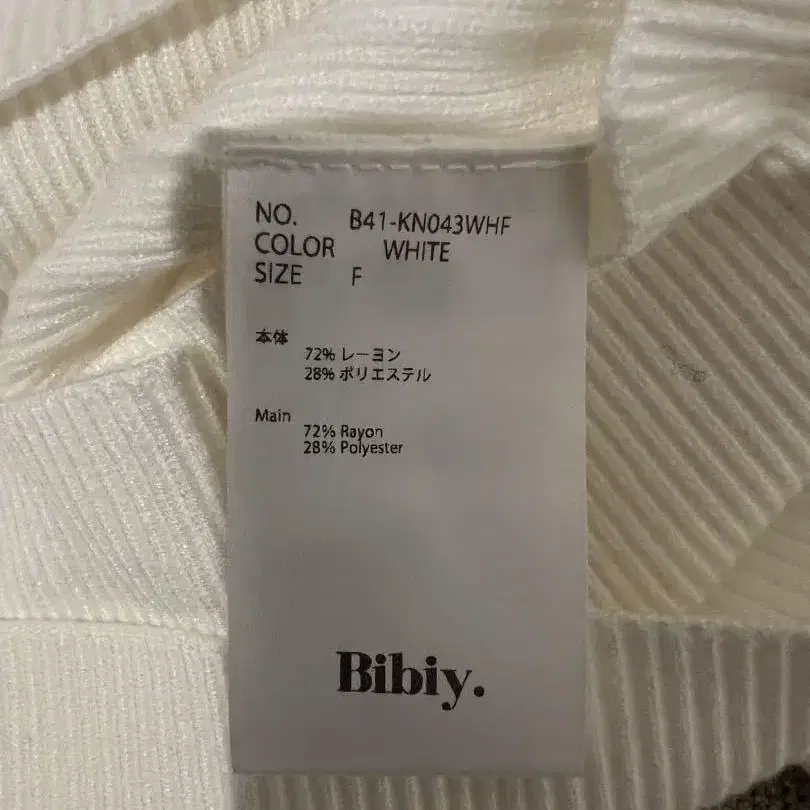 NO. B41-KN043WHF
COLOR WHITE
SIZE F
本体
72% レーヨン
28% ポリエステル
Main
72% Rayon
28% Polyester
Bibiy.